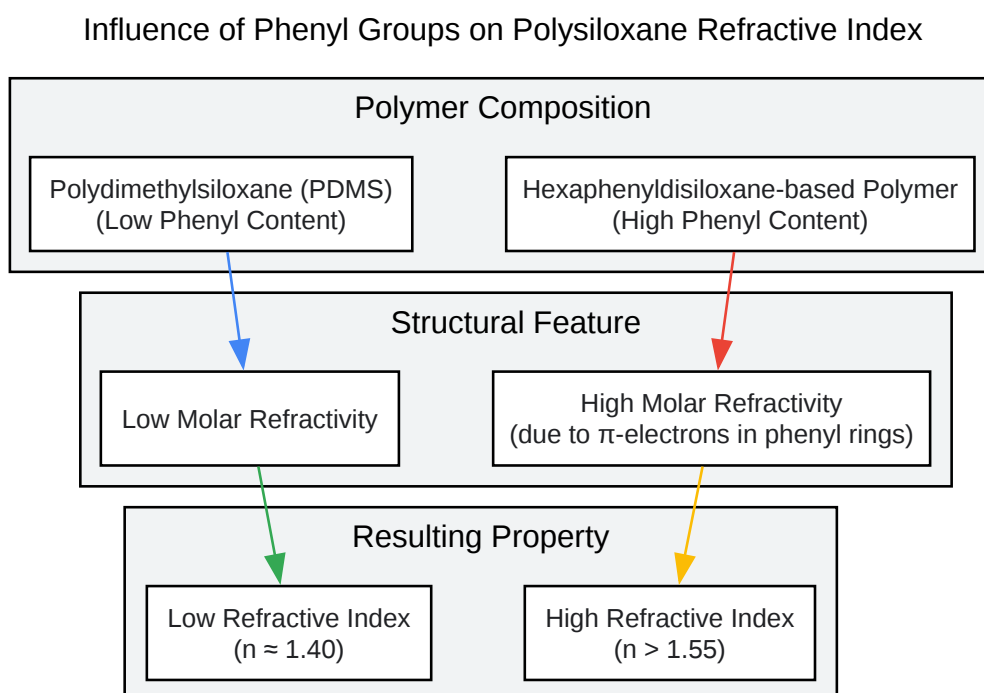 Influence of Phenyl Groups on Polysiloxane Refractive Index
Polymer Composition
Polydimethylsiloxane (PDMS)
(Low Phenyl Content)
Hexaphenyldisiloxane-based Polymer
(High Phenyl Content)
Structural Feature
Low Molar Refractivity
High Molar Refractivity
(due to π-electrons in phenyl rings)
Resulting Property
Low Refractive Index
(n ≈ 1.40)
High Refractive Index
(n > 1.55)